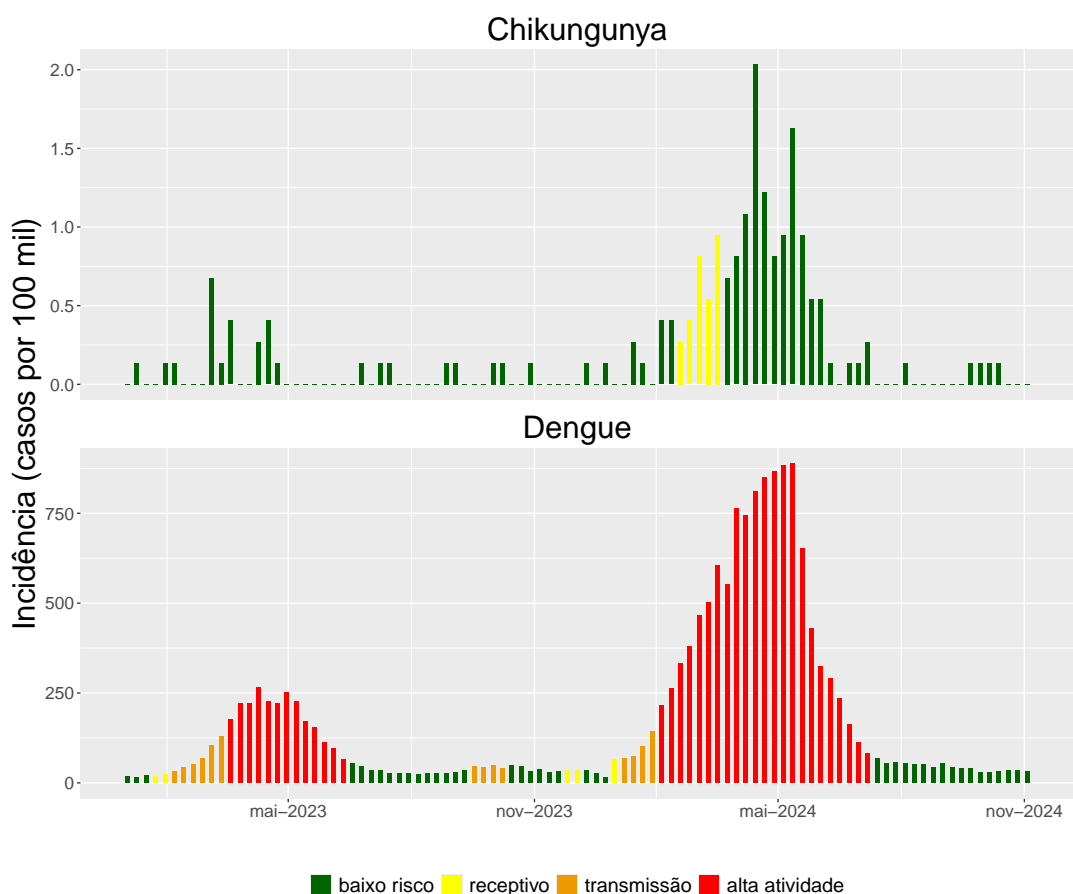 Chikungunya
Incidência (casos por 100 mil)
2.0
1.5
1.0
0.5
0.0
Dengue
750
500
250
0
mai–2023 nov–2023 mai–2024 nov–2024
baixo risco receptivo transmissão alta atividade